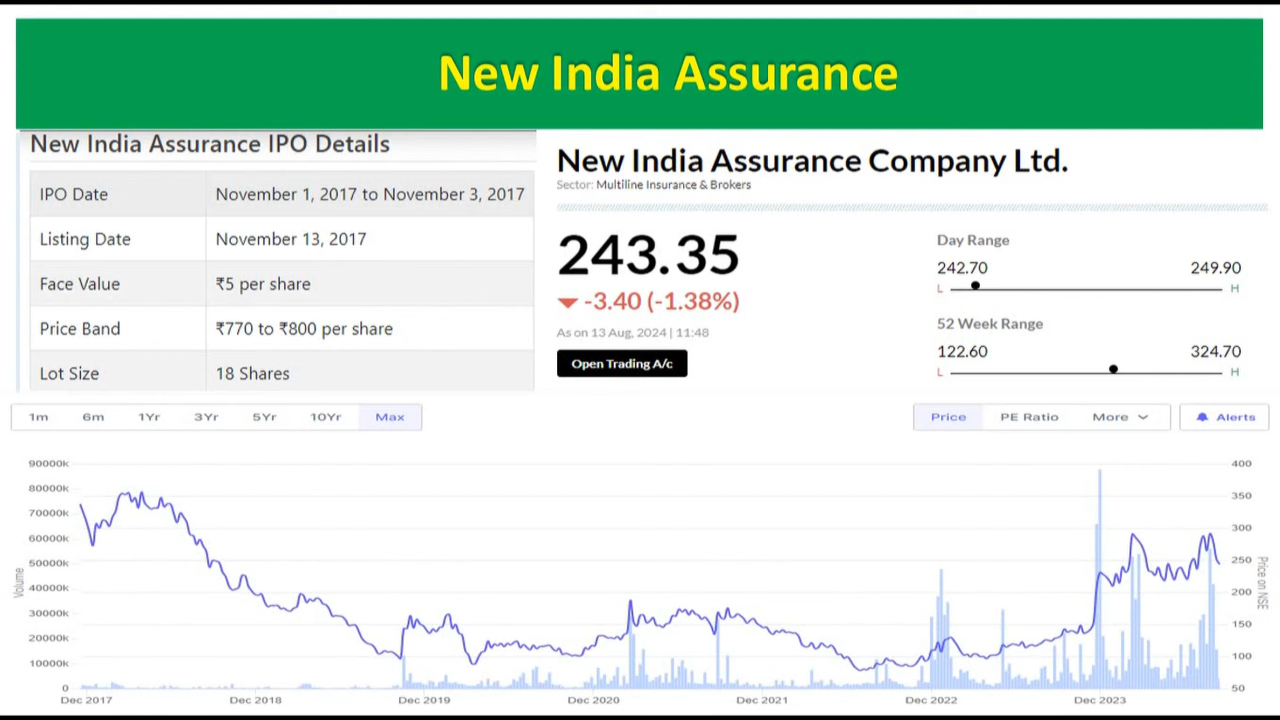 New India Assurance
New India Assurance IPO Details
IPO Date November 1, 2017 to November 3, 2017
Listing Date November 13, 2017
Face Value ₹5 per share
Price Band ₹770 to ₹800 per share
Lot Size 18 Shares
New India Assurance Company Ltd.
Sector: Multiline Insurance & Brokers
243.35
-3.40 (-1.38%)
As on 13 Aug, 2024 | 11:48
Open Trading A/c
Day Range
242.70 249.90
L H
52 Week Range
122.60 324.70
L H
1m 6m 1Yr 3Yr 5Yr 10Yr Max Price PE Ratio More Alerts
90000k 400
80000k 350
70000k
60000k 300
50000k 250
40000k 200
30000k 150
20000k
10000k 100
0 50
Volume
Price on NSE
Dec 2017 Dec 2018 Dec 2019 Dec 2020 Dec 2021 Dec 2022 Dec 2023